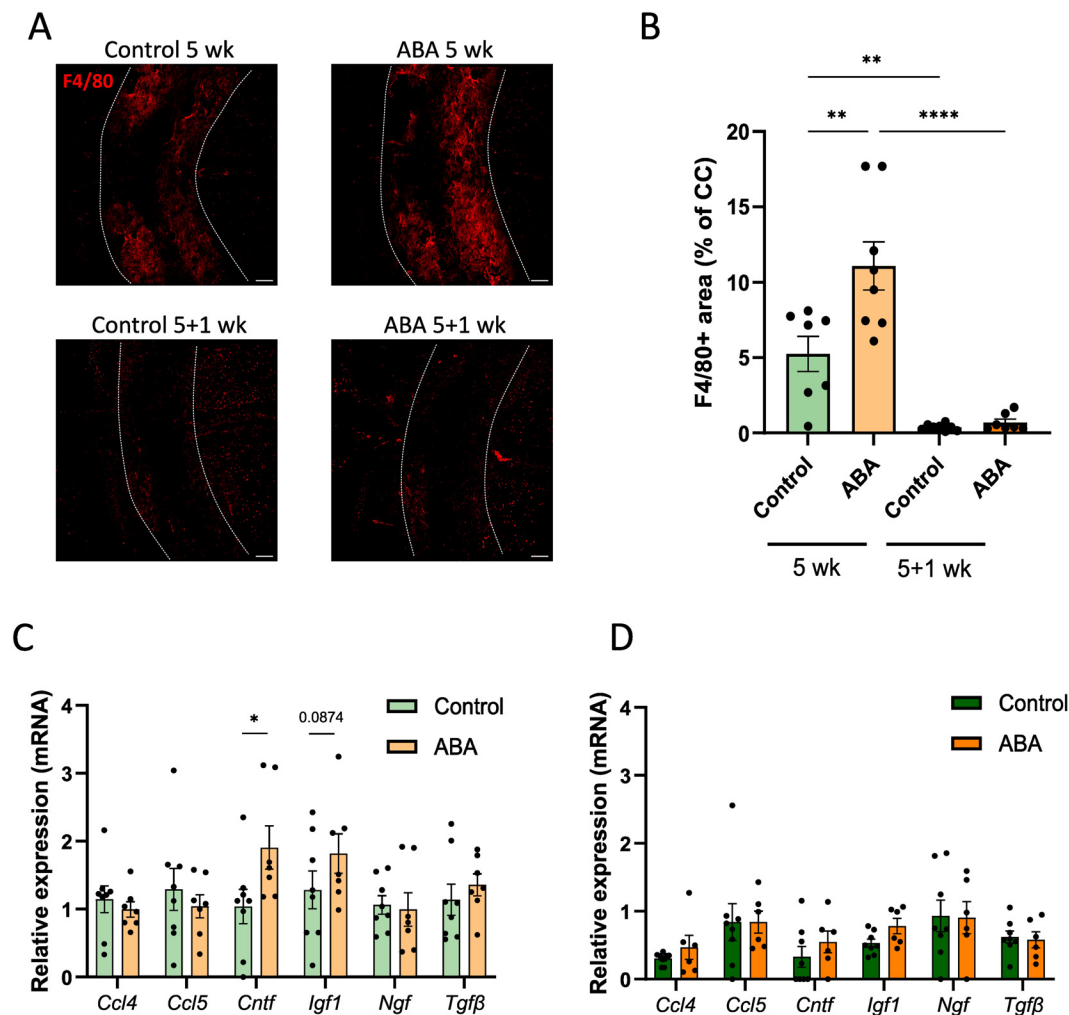 A
Control 5 wk
ABA 5 wk
F4/80
Control 5+1 wk
ABA 5+1 wk
B
**
**
****
F4/80+ area (% of CC)
20
15
10
5
0
Control
ABA
Control
ABA
5 wk
5+1 wk
C
Relative expression (mRNA)
4
3
2
1
0
Control
ABA
*
0.0874
Ccl4
Ccl5
Cntf
Igf1
Ngf
Tgfβ
D
Relative expression (mRNA)
4
3
2
1
0
Control
ABA
Ccl4
Ccl5
Cntf
Igf1
Ngf
Tgfβ